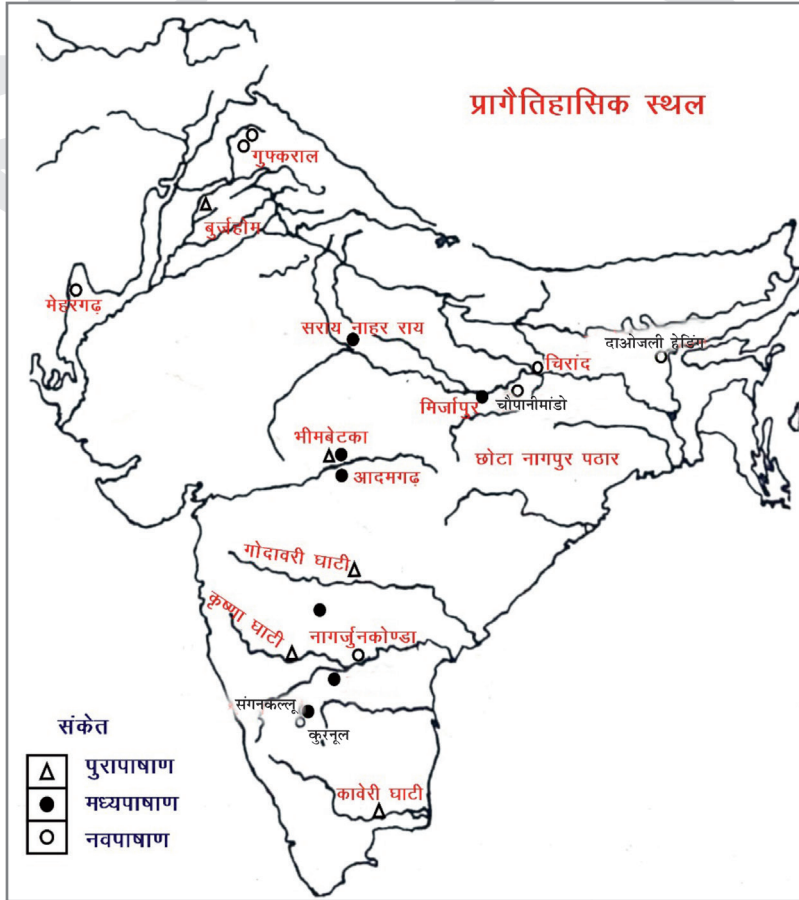 प्रागैतिहासिक स्थल
गुफ्कराल
बुर्जहोम
मेहरगढ़
सराय नाहर राय
दाओजली हेडिंग
चिरांद
मिर्जापुर
चौपानीमांडो
भीमबेटका
आदमगढ़
छोटा नागपुर पठार
गोदावरी घाटी
कृष्णा घाटी
नागर्जुनकोण्डा
संगनकल्लू
कुरनूल
कावेरी घाटी
संकेत
पुरापाषाण
मध्यपाषाण
नवपाषाण